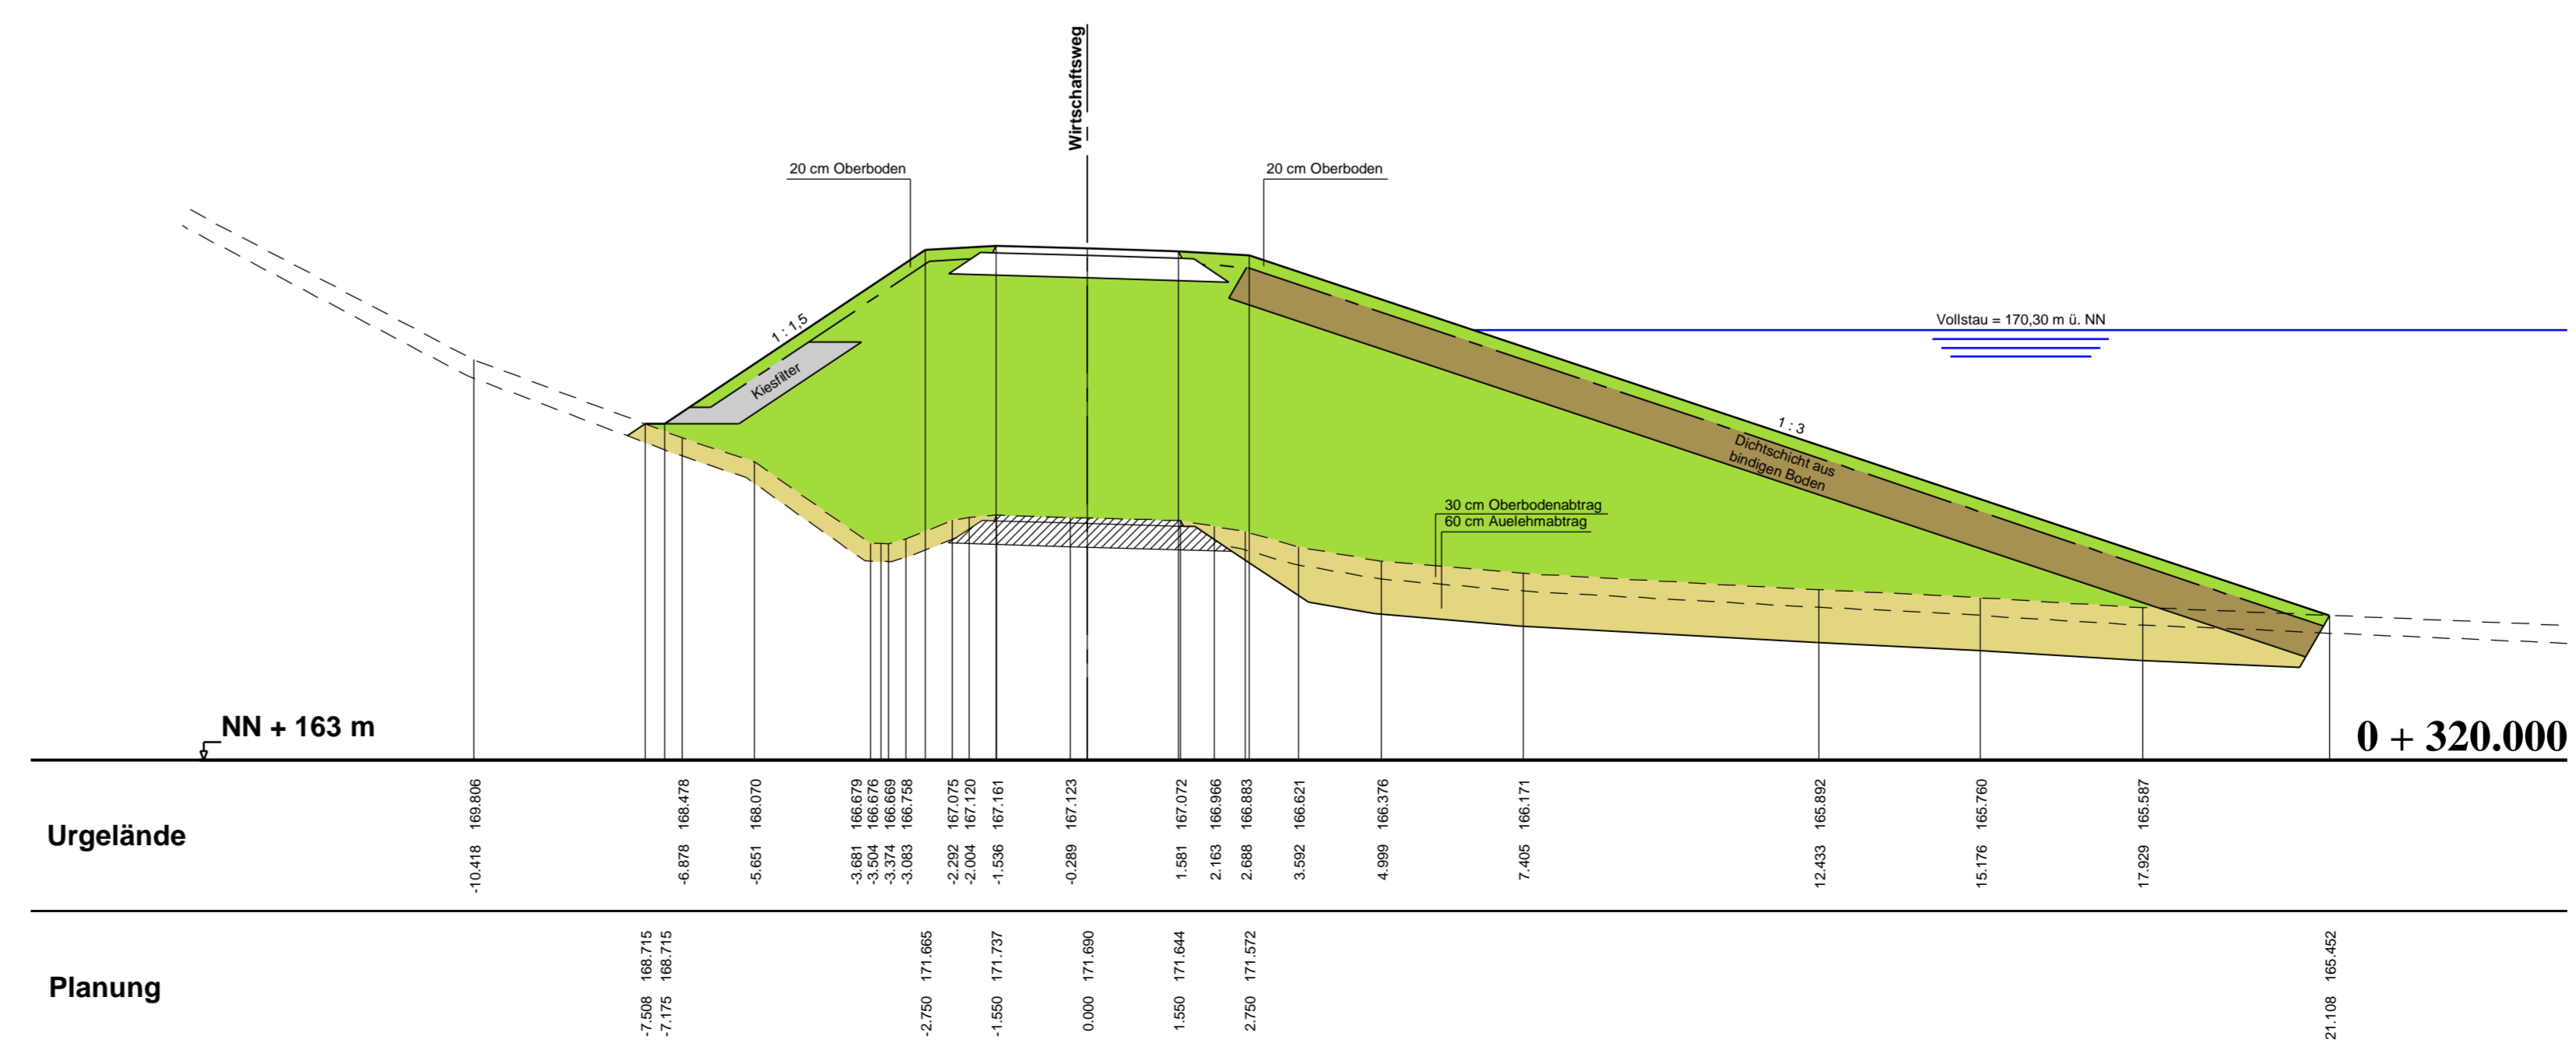 Wirtschaftsweg
20 cm Oberboden
20 cm Oberboden
1 : 1,5
Kiesfilter
Vollstau = 170,30 m ü. NN
1 : 3
Dichtschicht aus
bindigen Boden
30 cm Oberbodenabtrag
60 cm Auelehmabtrag
NN + 163 m
0 + 320.000
Urgelände
-10.418 169.806
-6.878 168.478
-5.651 168.070
-3.681 166.679
-3.504 166.676
-3.374 166.669
-3.083 166.758
-2.292 167.075
-2.004 167.120
-1.536 167.161
-0.289 167.123
1.581 167.072
2.163 166.966
2.688 166.883
3.592 166.621
4.999 166.376
7.405 166.171
12.433 165.892
15.176 165.760
17.929 165.587
Planung
-7.508 168.715
-7.175 168.715
-2.750 171.665
-1.550 171.737
0.000 171.690
1.550 171.644
2.750 171.572
21.108 165.452